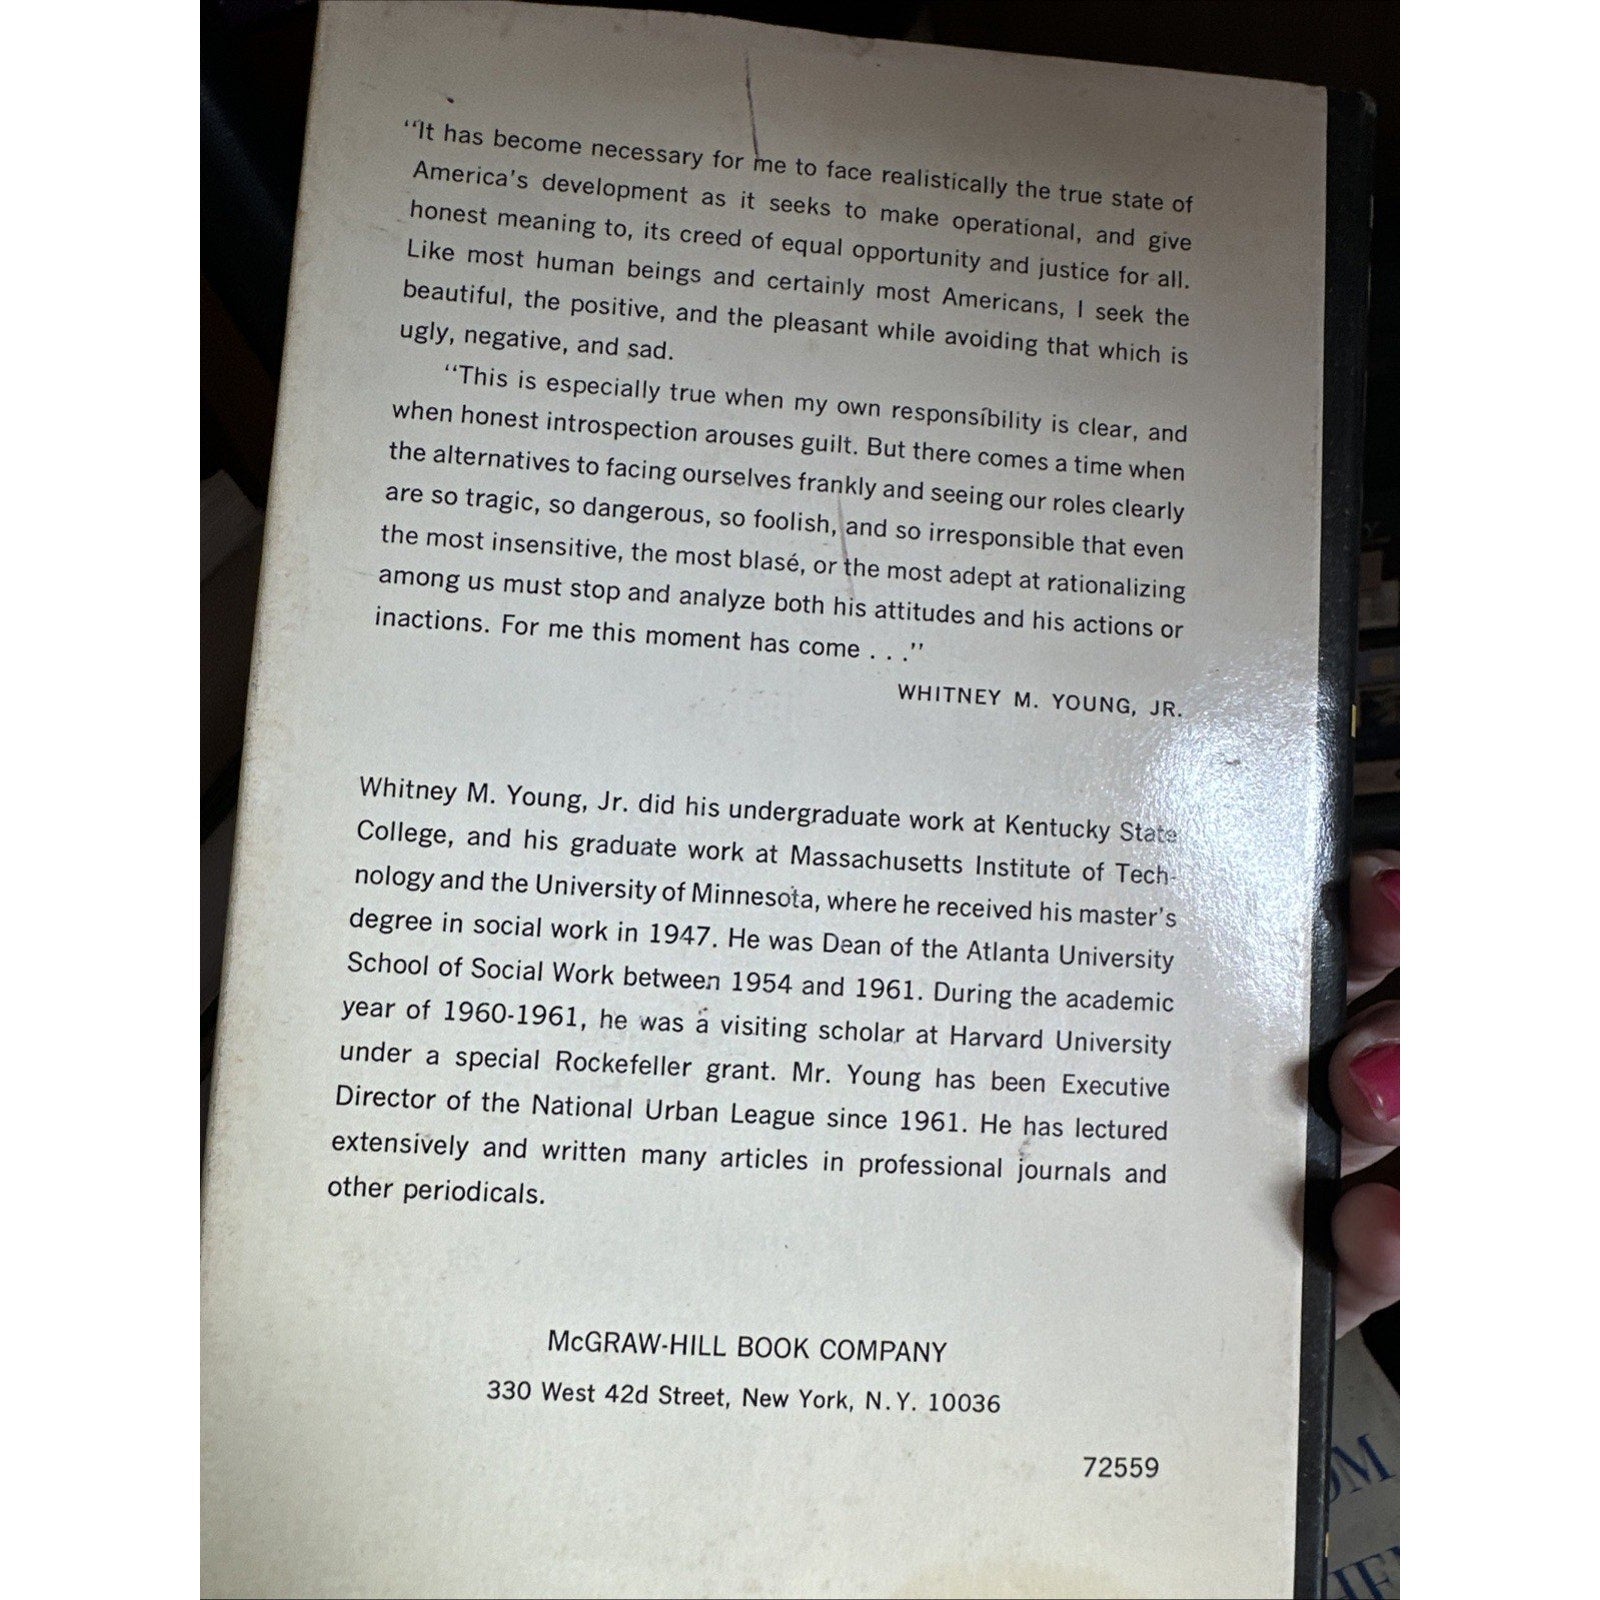 "It has become necessary for me to face realistically the true state of
America's development as it seeks to make operational, and give
honest meaning to, its creed of equal opportunity and justice for all.
Like most human beings and certainly most Americans, I seek the
beautiful, the positive, and the pleasant while avoiding that which is
ugly, negative, and sad.
"This is especially true when my own responsibility is clear, and
when honest introspection arouses guilt. But there comes a time when
the alternatives to facing ourselves frankly and seeing our roles clearly
are so tragic, so dangerous, so foolish, and so irresponsible that even
the most insensitive, the most blasé, or the most adept at rationalizing
among us must stop and analyze both his attitudes and his actions or
inactions. For me this moment has come . . ."
WHITNEY M. YOUNG, JR.
Whitney M. Young, Jr. did his undergraduate work at Kentucky State
College, and his graduate work at Massachusetts Institute of Tech-
nology and the University of Minnesota, where he received his master's
degree in social work in 1947. He was Dean of the Atlanta University
School of Social Work between 1954 and 1961. During the academic
year of 1960-1961, he was a visiting scholar at Harvard University
under a special Rockefeller grant. Mr. Young has been Executive
Director of the National Urban League since 1961. He has lectured
extensively and written many articles in professional journals and
other periodicals.
McGRAW-HILL BOOK COMPANY
330 West 42d Street, New York, N.Y. 10036
72559